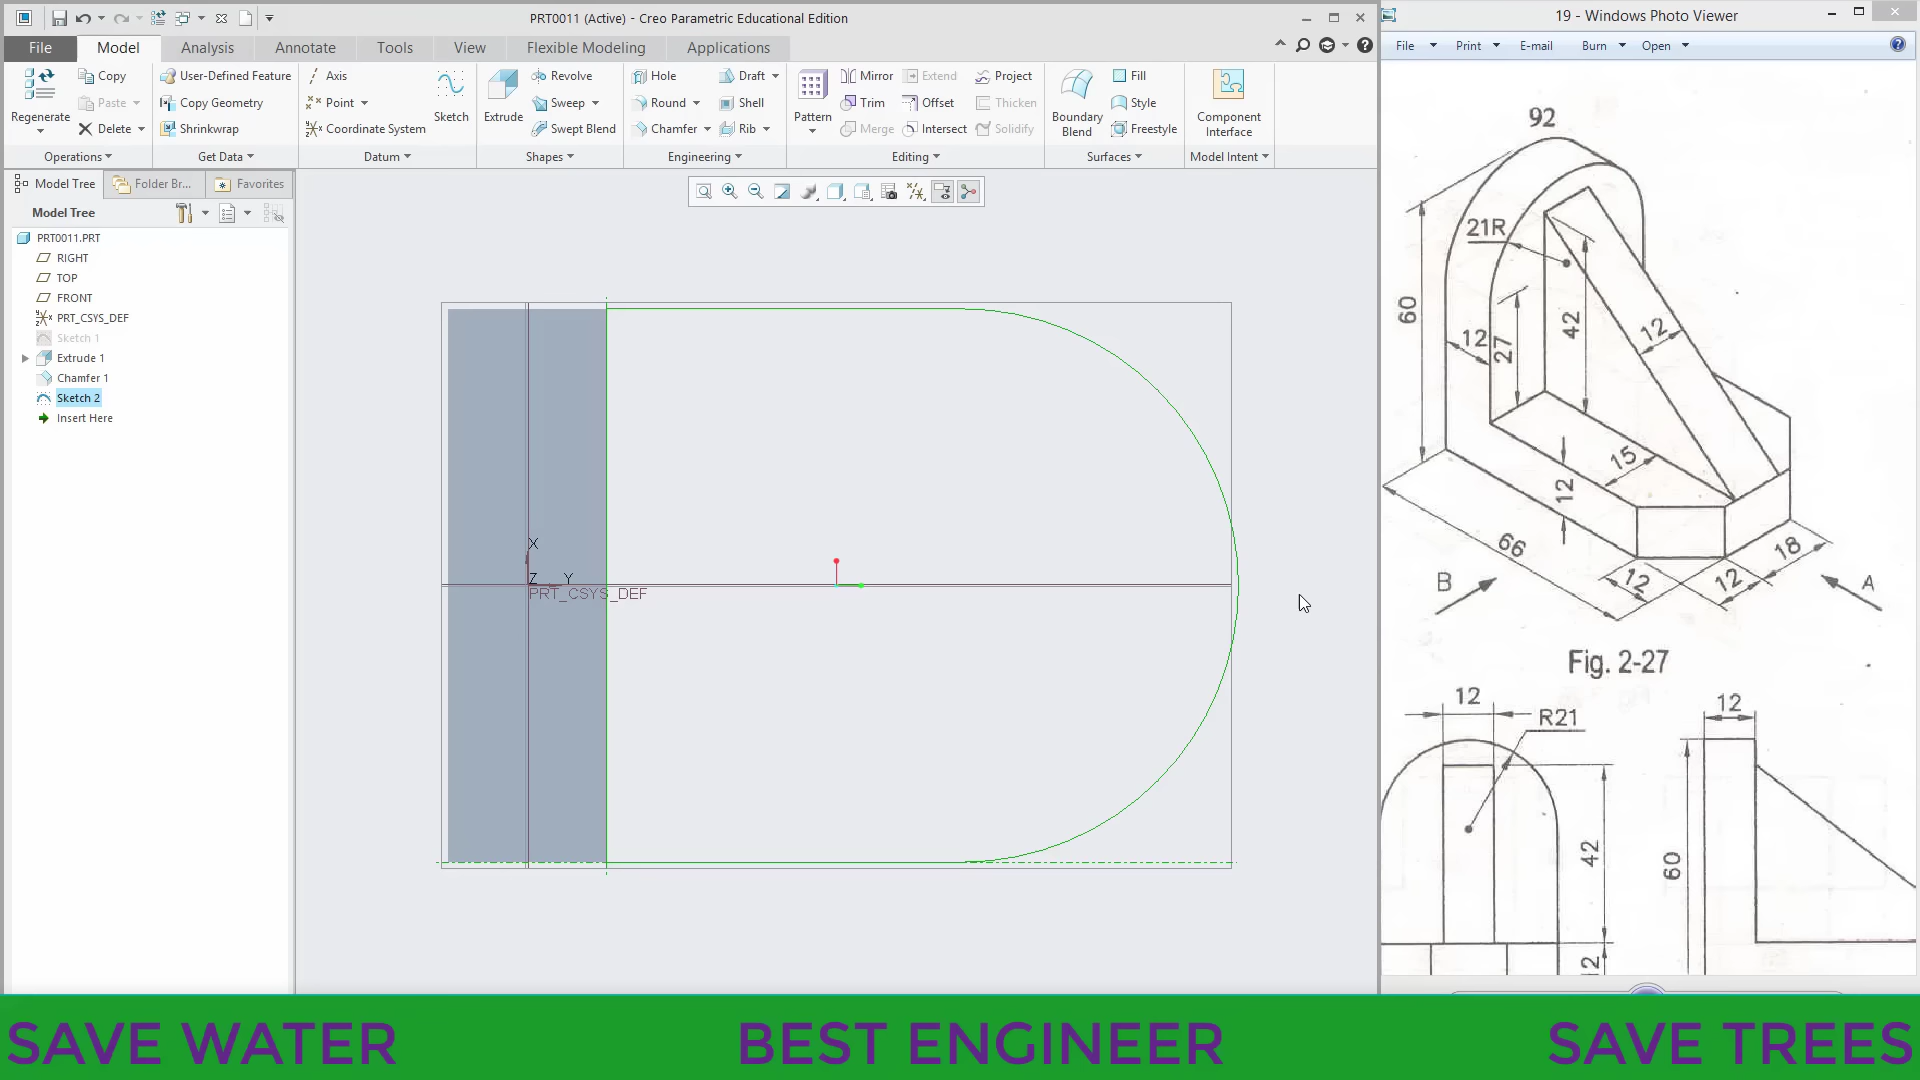 PRT0011 (Active) - Creo Parametric Educational Edition
File
Model
Analysis
Annotate
Tools
View
Flexible Modeling
Applications
Regenerate
Copy
Paste
Delete
Operations
User-Defined Feature
Copy Geometry
Shrinkwrap
Get Data
Axis
Point
Coordinate System
Sketch
Datum
Extrude
Revolve
Sweep
Swept Blend
Shapes
Hole
Round
Chamfer
Draft
Shell
Rib
Engineering
Pattern
Mirror
Trim
Merge
Extend
Offset
Intersect
Project
Thicken
Solidify
Editing
Boundary
Blend
Fill
Style
Freestyle
Surfaces
Component
Interface
Model Intent
Model Tree
Folder Br...
Favorites
Model Tree
PRT0011.PRT
RIGHT
TOP
FRONT
PRT_CSYS_DEF
Sketch 1
Extrude 1
Chamfer 1
Sketch 2
Insert Here
X
Z Y
PRT_CSYS_DEF
19 - Windows Photo Viewer
File Print E-mail Burn Open
92
21R
60
12
27
42
12
15
12
66
12
12
18
B
A
Fig. 2-27
12
R21
42
12
60
SAVE WATER BEST ENGINEER SAVE TREES